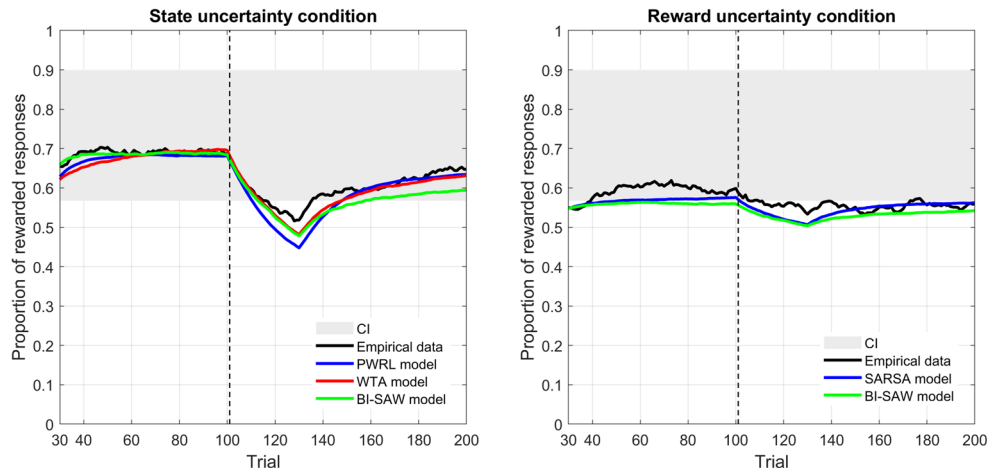 State uncertainty condition
1
0.9
0.8
0.7
0.6
0.5
0.4
0.3
0.2
0.1
0
Proportion of rewarded responses
CI
Empirical data
PWRL model
WTA model
BI-SAW model
30 40 60 80 100 120 140 160 180 200
Trial
Reward uncertainty condition
1
0.9
0.8
0.7
0.6
0.5
0.4
0.3
0.2
0.1
0
Proportion of rewarded responses
CI
Empirical data
SARSA model
BI-SAW model
30 40 60 80 100 120 140 160 180 200
Trial